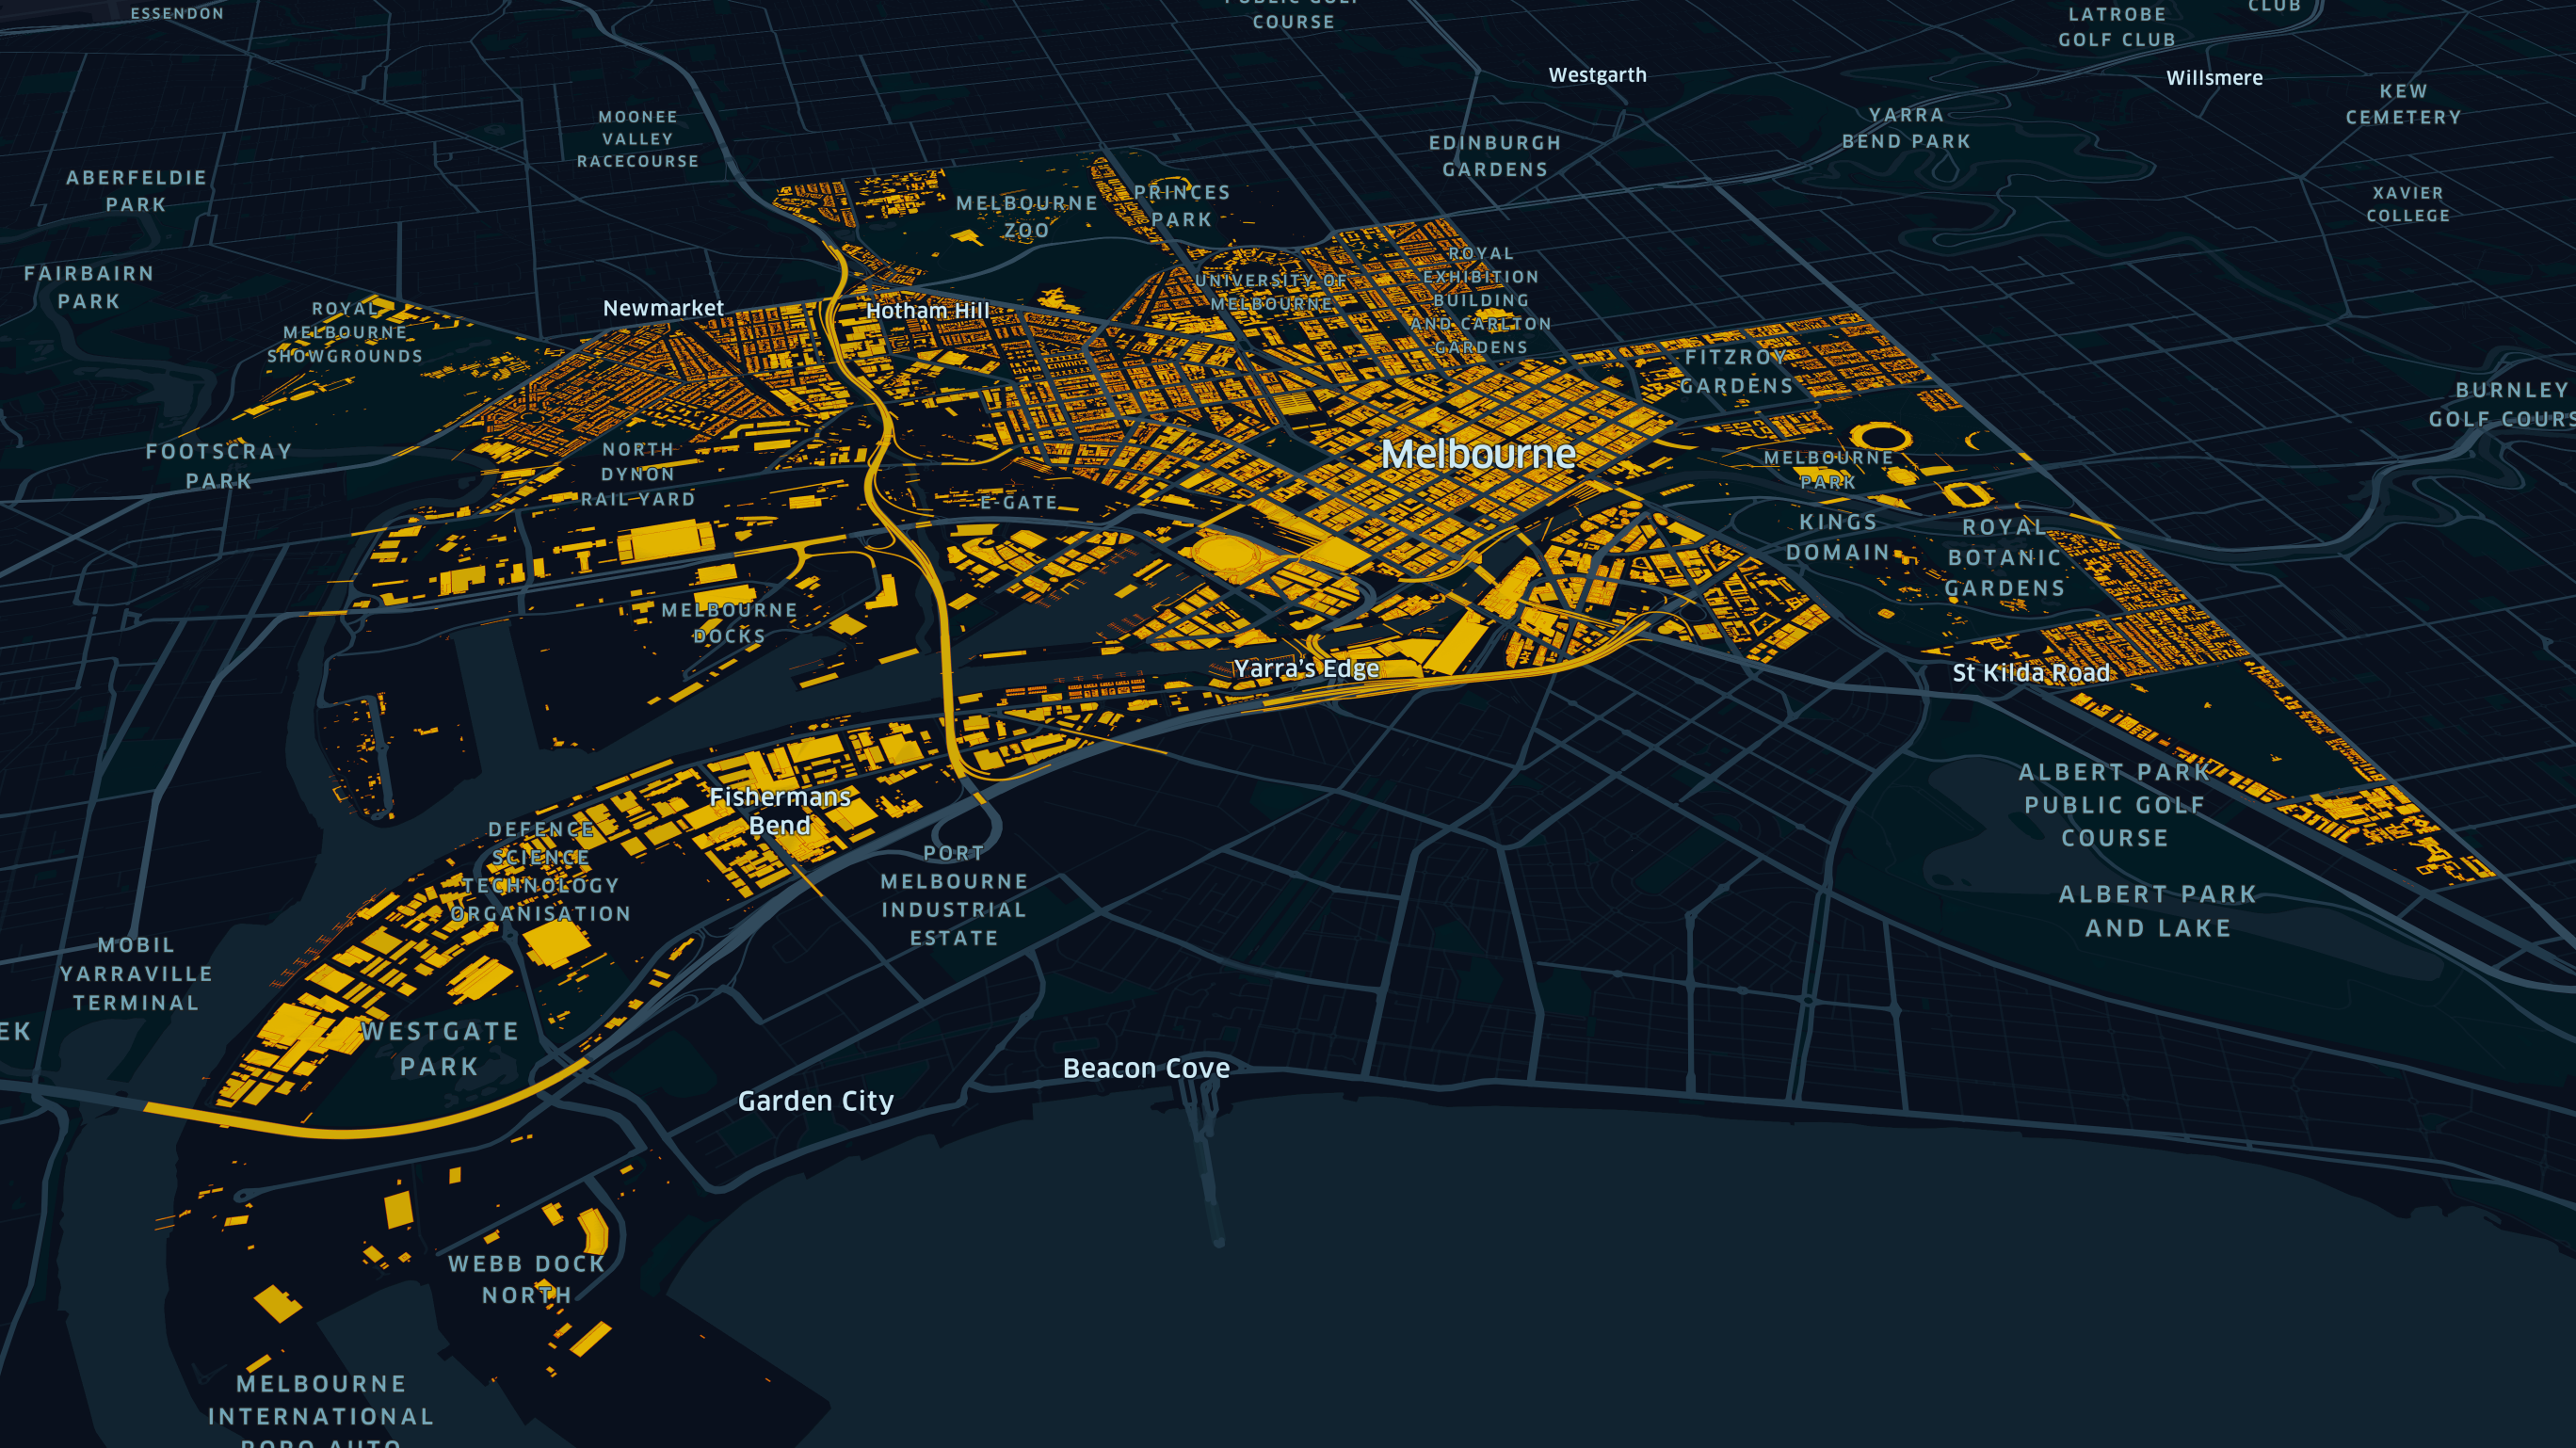 ESSENDON
COURSE
LATROBE
GOLF CLUB
CLUB
Westgarth
Willsmere
KEW
CEMETERY
MOONEE
VALLEY
RACECOURSE
YARRA
BEND PARK
EDINBURGH
GARDENS
ABERFELDIE
PARK
MELBOURNE
ZOO
PRINCES
PARK
XAVIER
COLLEGE
FAIRBAIRN
PARK
ROYAL
MELBOURNE
SHOWGROUNDS
Newmarket
Hotham Hill
UNIVERSITY OF
MELBOURNE
ROYAL
EXHIBITION
BUILDING
AND CARLTON
GARDENS
FITZROY
GARDENS
BURNLEY
GOLF COURS
FOOTSCRAY
PARK
NORTH
DYNON
RAIL YARD
Melbourne
MELBOURNE
PARK
E-GATE
KINGS
DOMAIN
ROYAL
BOTANIC
GARDENS
MELBOURNE
DOCKS
Yarra's Edge
St Kilda Road
Fishermans
Bend
ALBERT PARK
PUBLIC GOLF
COURSE
DEFENCE
SCIENCE
TECHNOLOGY
ORGANISATION
PORT
MELBOURNE
INDUSTRIAL
ESTATE
ALBERT PARK
AND LAKE
MOBIL
YARRAVILLE
TERMINAL
EK
WESTGATE
PARK
Beacon Cove
Garden City
WEBB DOCK
NORTH
MELBOURNE
INTERNATIONAL